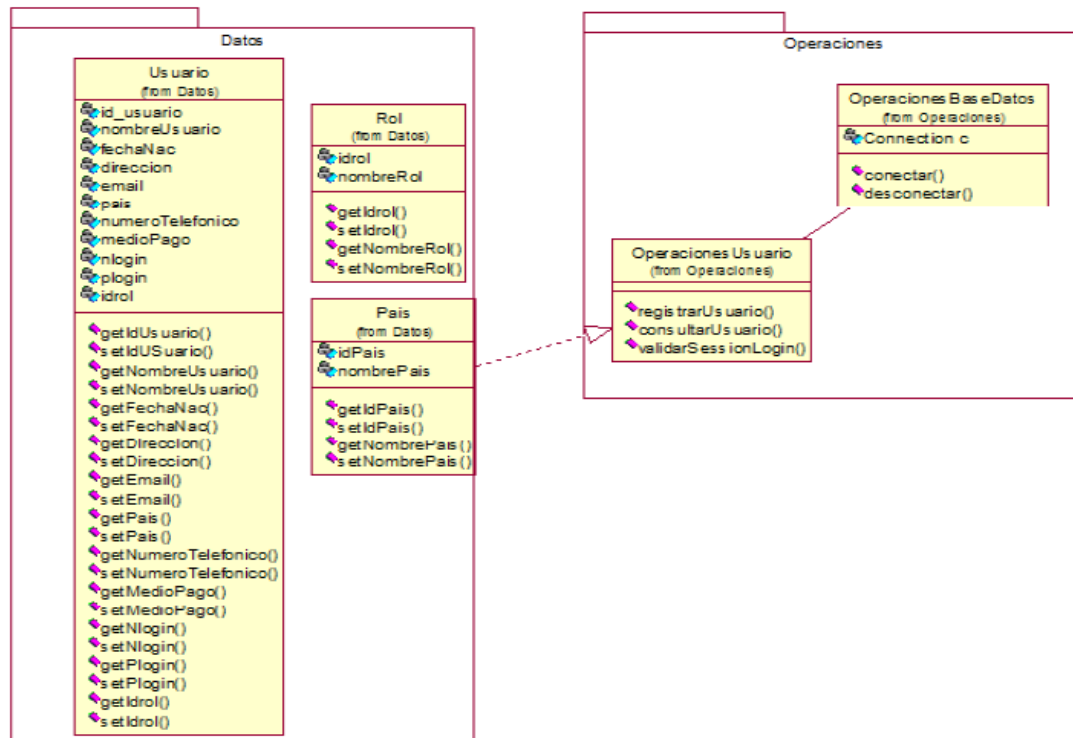 Datos
Usuario
(from Datos)
id_usuario
nombreUsuario
fechaNac
direccion
email
pais
numeroTelefonico
medioPago
nlogin
plogin
idrol
getIdUsuario()
setIdUSuario()
getNombreUsuario()
setNombreUsuario()
getFechaNac()
setFechaNac()
getDireccion()
setDireccion()
getEmail()
setEmail()
getPais()
setPais()
getNumeroTelefonico()
setNumeroTelefonico()
getMedioPago()
setMedioPago()
getNlogin()
setNlogin()
getPlogin()
setPlogin()
getIdrol()
setIdrol()
Rol
(from Datos)
idrol
nombreRol
getIdrol()
setIdrol()
getNombreRol()
setNombreRol()
Pais
(from Datos)
idPais
nombrePais
getIdPais()
setIdPais()
getNombrePais()
setNombrePais()
Operaciones
OperacionesBaseDatos
(from Operaciones)
Connection c
conectar()
desconectar()
OperacionesUsuario
(from Operaciones)
registrarUsuario()
consultarUsuario()
validarSessionLogin()